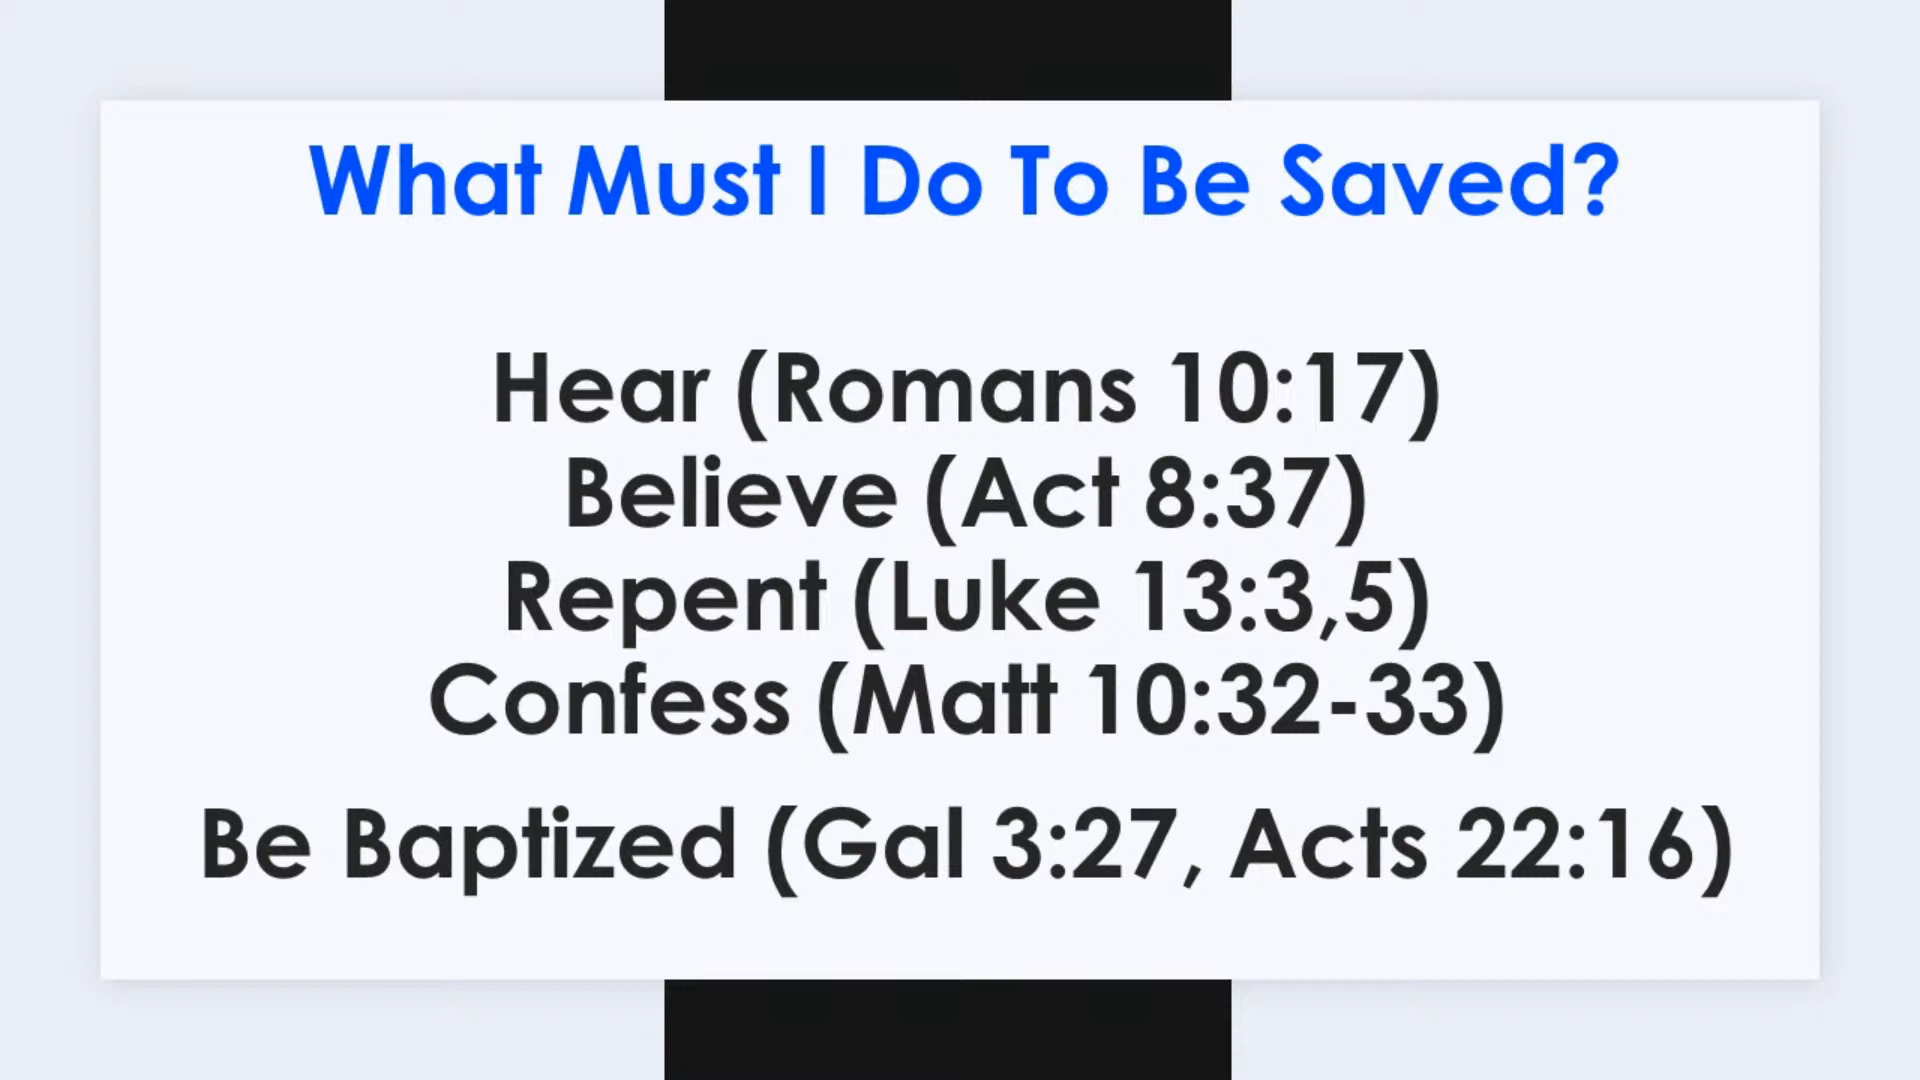 What Must I Do To Be Saved?
Hear (Romans 10:17)
Believe (Act 8:37)
Repent (Luke 13:3,5)
Confess (Matt 10:32-33)
Be Baptized (Gal 3:27, Acts 22:16)